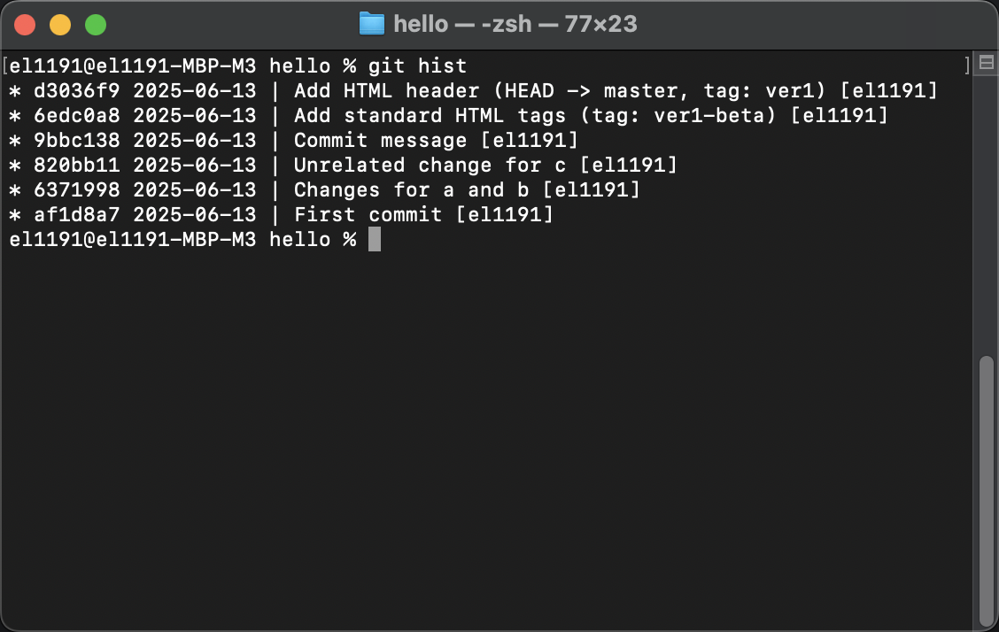 hello — -zsh — 77×23
[el1191@el1191-MBP-M3 hello % git hist ]
* d3036f9 2025-06-13 | Add HTML header (HEAD -> master, tag: ver1) [el1191]
* 6edc0a8 2025-06-13 | Add standard HTML tags (tag: ver1-beta) [el1191]
* 9bbc138 2025-06-13 | Commit message [el1191]
* 820bb11 2025-06-13 | Unrelated change for c [el1191]
* 6371998 2025-06-13 | Changes for a and b [el1191]
* af1d8a7 2025-06-13 | First commit [el1191]
el1191@el1191-MBP-M3 hello %